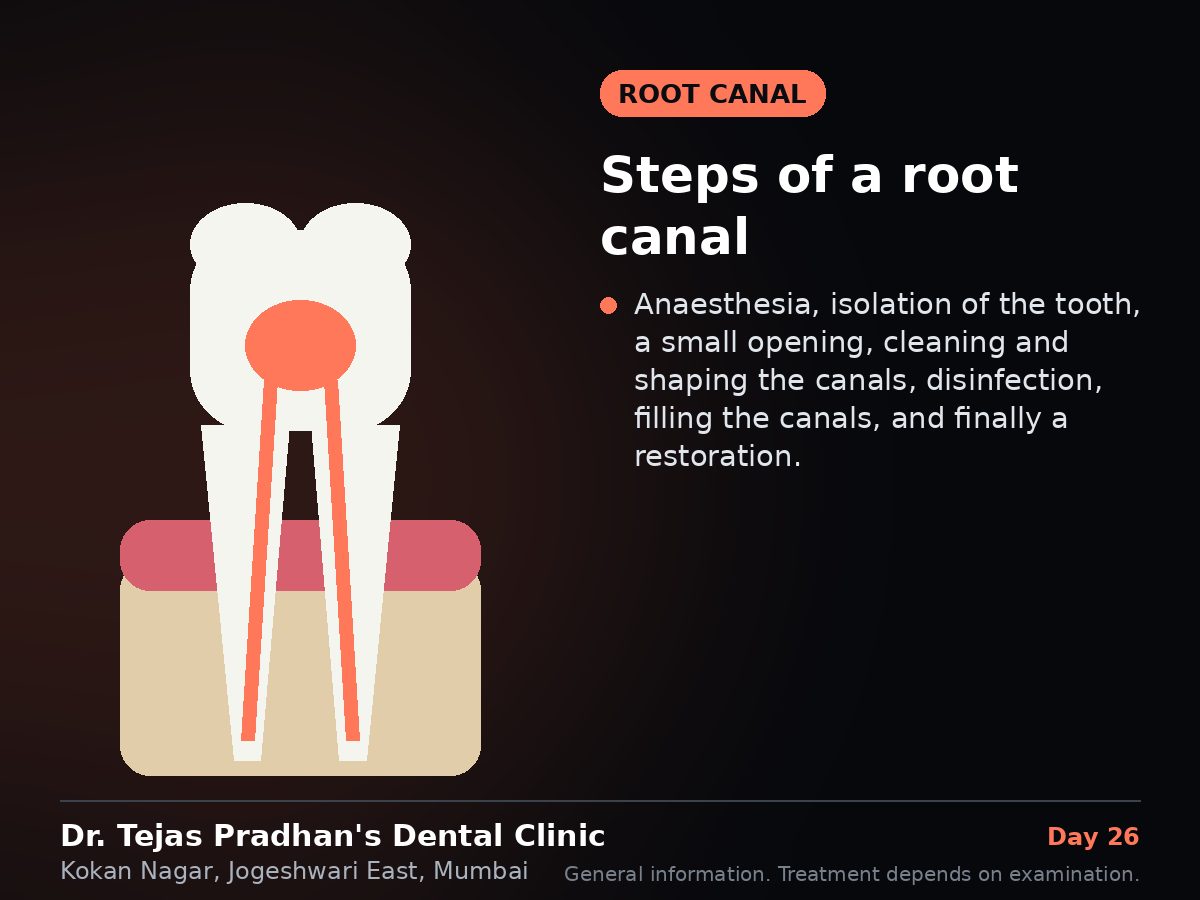 ROOT CANAL
Steps of a root
canal
Anaesthesia, isolation of the tooth,
a small opening, cleaning and
shaping the canals, disinfection,
filling the canals, and finally a
restoration.
Dr. Tejas Pradhan's Dental Clinic
Day 26
Kokan Nagar, Jogeshwari East, Mumbai
General information. Treatment depends on examination.